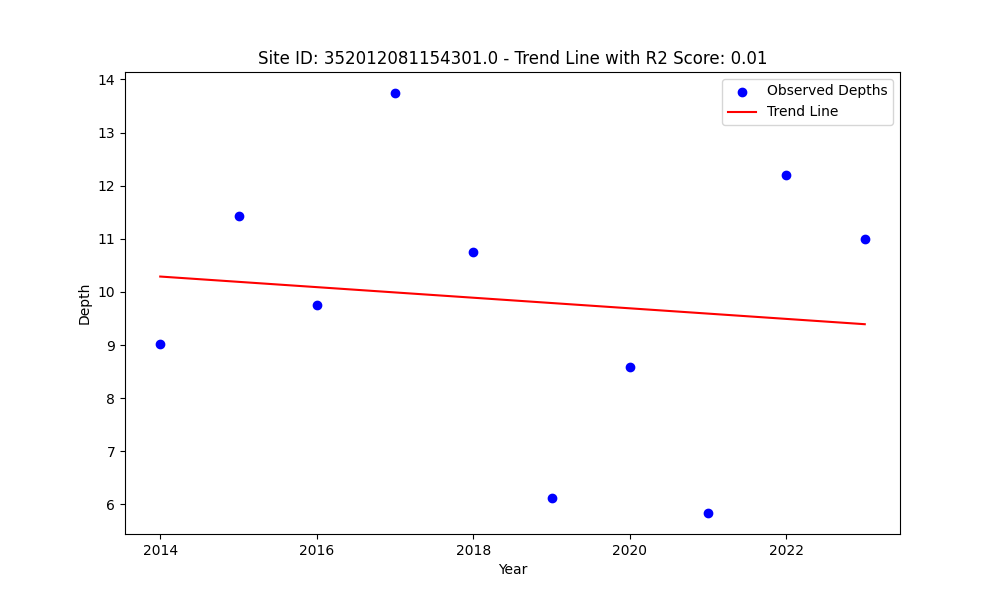 Site ID: 352012081154301.0 - Trend Line with R2 Score: 0.01
Observed Depths
Trend Line
14
13
12
11
10
9
8
7
6
Depth
2014
2016
2018
2020
2022
Year